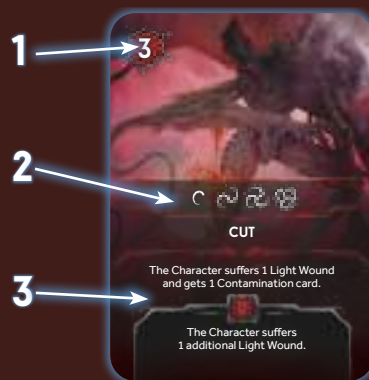 1
3
2
CUT
The Character suffers 1 Light Wound
and gets 1 Contamination card.
3
The Character suffers
1 additional Light Wound.